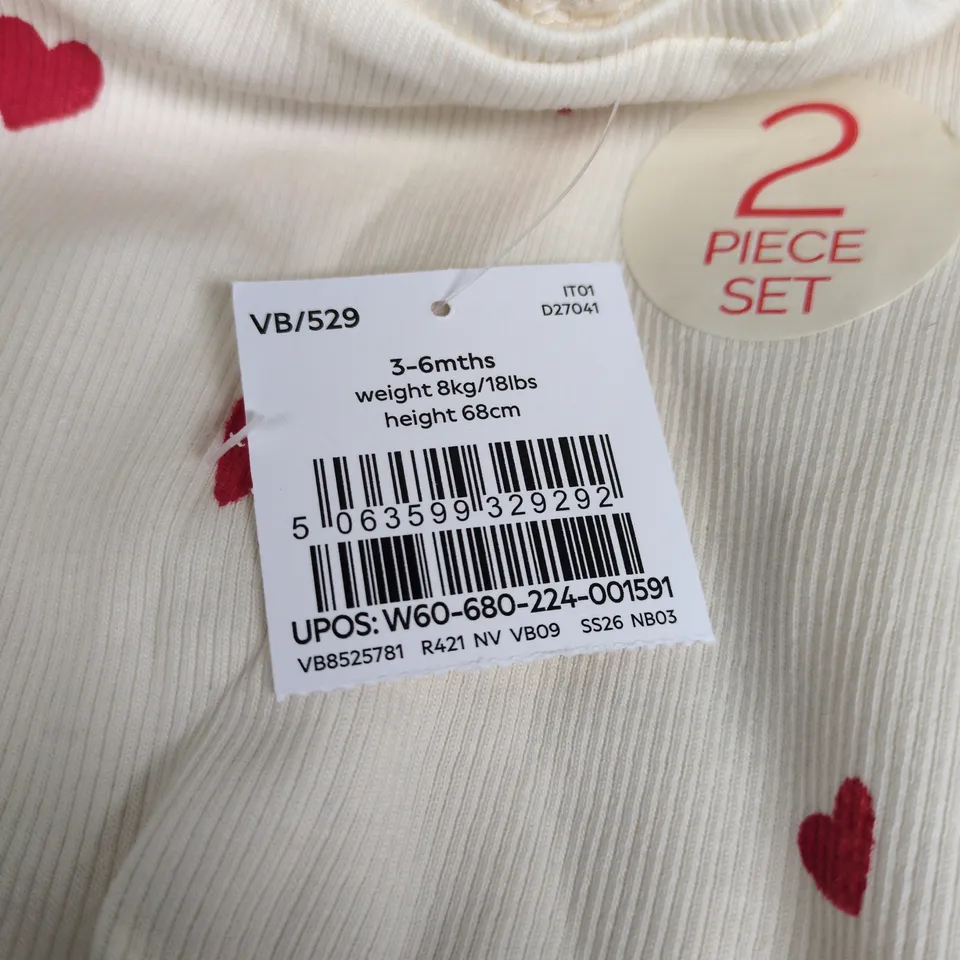 2
PIECE
SET
VB/529
IT01
D27041
3-6mths
weight 8kg/18lbs
height 68cm
5 063599 329292
UPOS: W60-680-224-001591
VB8525781 R421 NV VB09 SS26 NB03